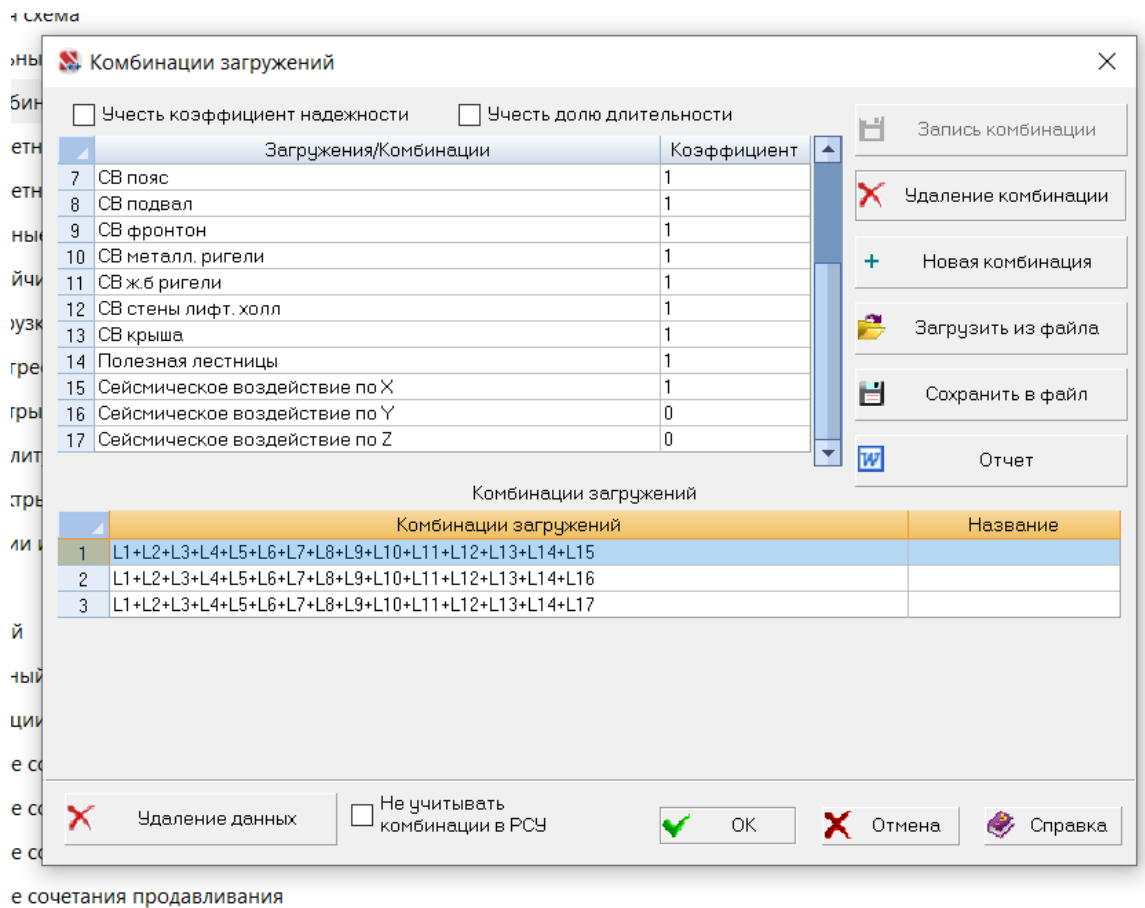 Комбинации загружений
Учесть коэффициент надежности
Учесть долю длительности
Загружения/Комбинации Коэффициент
7 СВ пояс 1
8 СВ подвал 1
9 СВ фронтон 1
10 СВ металл. ригели 1
11 СВ ж.б ригели 1
12 СВ стены лифт. холл 1
13 СВ крыша 1
14 Полезная лестницы 1
15 Сейсмическое воздействие по X 1
16 Сейсмическое воздействие по Y 0
17 Сейсмическое воздействие по Z 0
Запись комбинации
Удаление комбинации
Новая комбинация
Загрузить из файла
Сохранить в файл
Отчет
Комбинации загружений
Комбинации загружений Название
1 L1+L2+L3+L4+L5+L6+L7+L8+L9+L10+L11+L12+L13+L14+L15
2 L1+L2+L3+L4+L5+L6+L7+L8+L9+L10+L11+L12+L13+L14+L16
3 L1+L2+L3+L4+L5+L6+L7+L8+L9+L10+L11+L12+L13+L14+L17
Удаление данных
Не учитывать
комбинации в РСУ
OK
Отмена
Справка
е сочетания продавливания